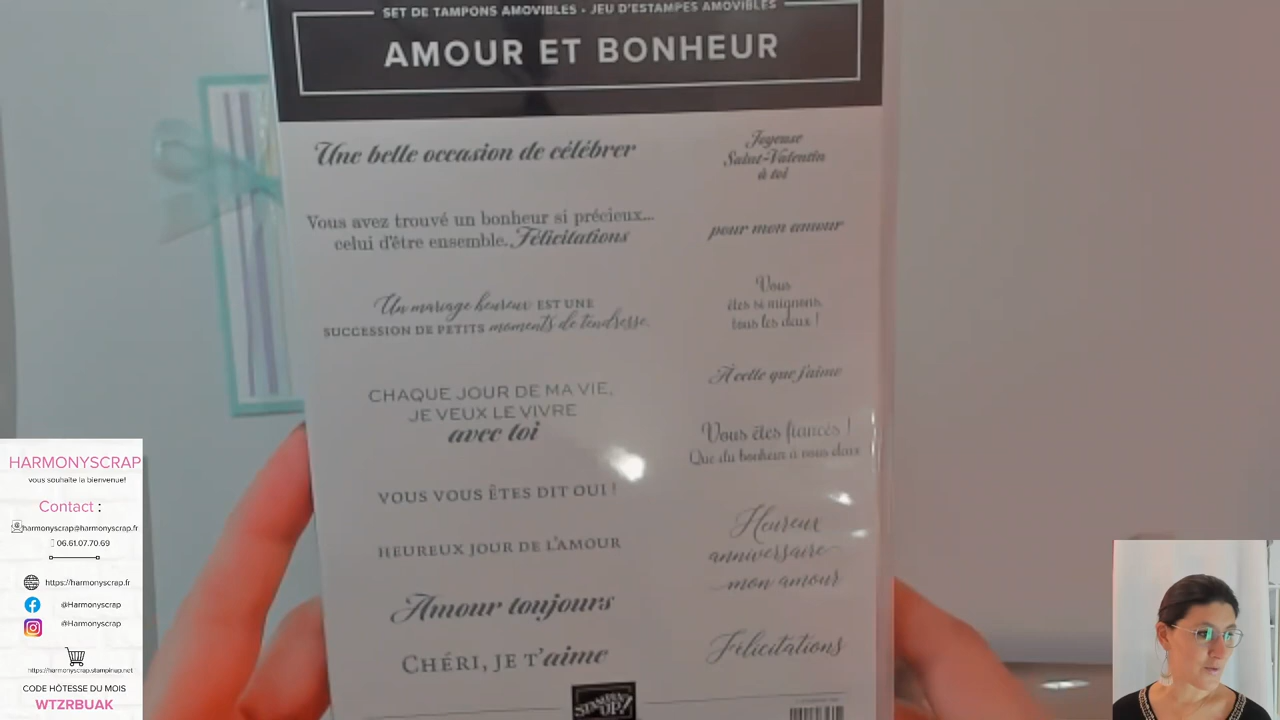 SET DE TAMPONS AMOVIBLES • JEU D'ESTAMPES AMOVIBLES
AMOUR ET BONHEUR
Une belle occasion de célébrer
Vous avez trouvé un bonheur si précieux...
celui d'être ensemble. Félicitations
Un mariage heureux EST UNE
SUCCESSION DE PETITS moments de tendresse.
CHAQUE JOUR DE MA VIE,
JE VEUX LE VIVRE
avec toi
VOUS VOUS ÊTES DIT OUI !
HEUREUX JOUR DE L'AMOUR
Amour toujours
CHÉRI, JE T'aime
Joyeuse
Saint-Valentin
à toi
pour mon amour
Vous
êtes si mignons,
tous les deux !
À celle que j'aime
Vous êtes fiancés !
Que du bonheur à vous deux
Heureux
anniversaire
mon amour
Félicitations
STAMPIN' UP!
HARMONYSCRAP
vous souhaite la bienvenue!
Contact :
harmonyscrap@harmonyscrap.fr
06.61.07.70.69
https://harmonyscrap.fr
@Harmonyscrap
@Harmonyscrap
https://harmonyscrap.stampinup.net
CODE HÔTESSE DU MOIS
WTZRBUAK